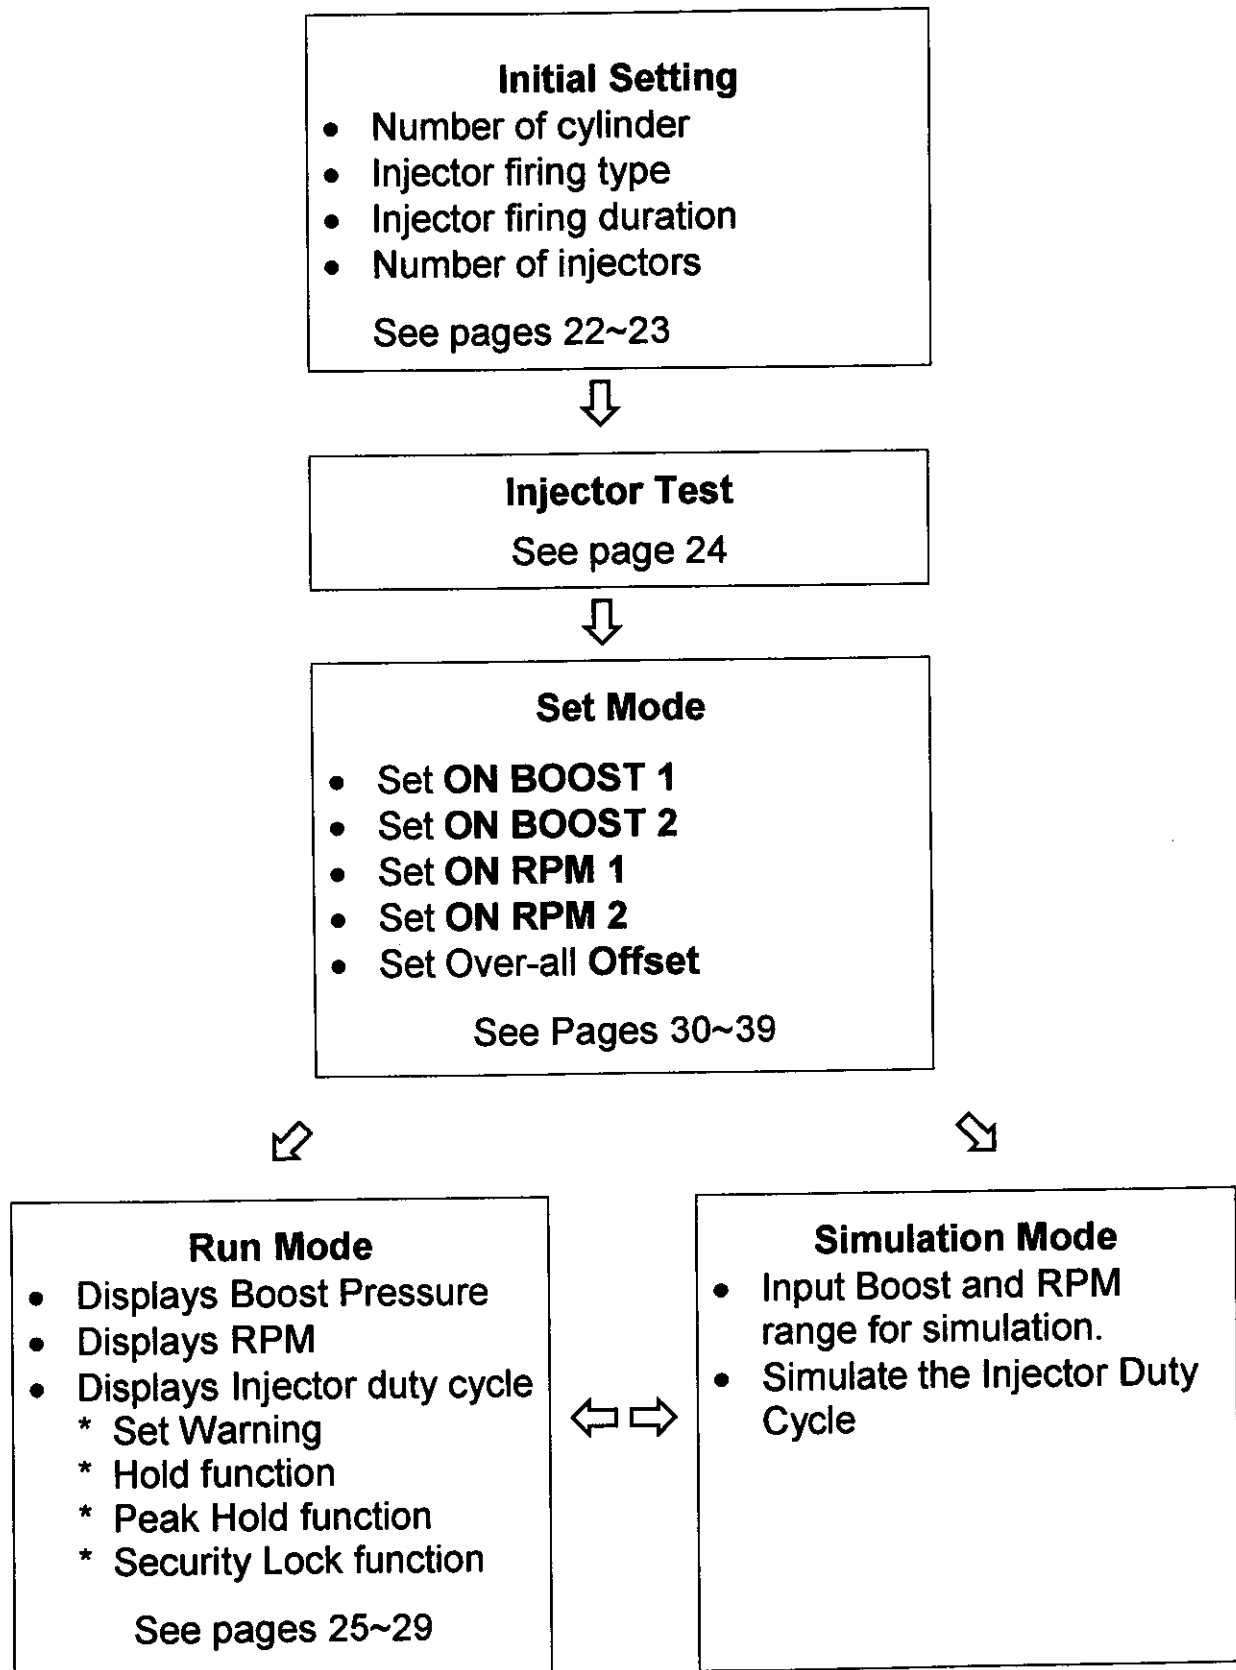 Initial Setting
• Number of cylinder
• Injector firing type
• Injector firing duration
• Number of injectors
See pages 22~23
Injector Test
See page 24
Set Mode
• Set ON BOOST 1
• Set ON BOOST 2
• Set ON RPM 1
• Set ON RPM 2
• Set Over-all Offset
See Pages 30~39
Run Mode
• Displays Boost Pressure
• Displays RPM
• Displays Injector duty cycle
* Set Warning
* Hold function
* Peak Hold function
* Security Lock function
See pages 25~29
Simulation Mode
• Input Boost and RPM
range for simulation.
• Simulate the Injector Duty
Cycle